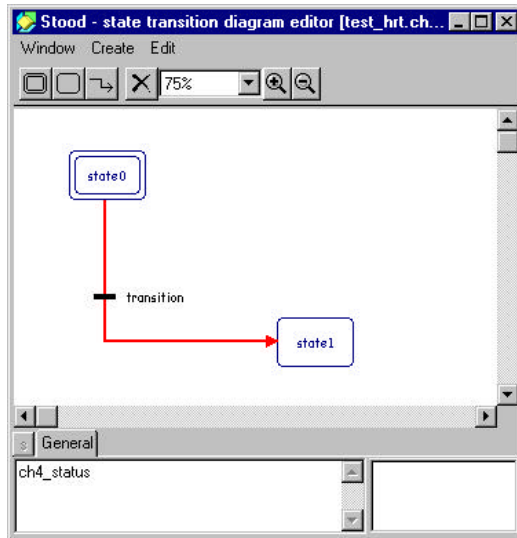 Stood - state transition diagram editor [test_hrt.ch...
Window Create Edit
75%
state0
transition
state1
s General
ch4_status